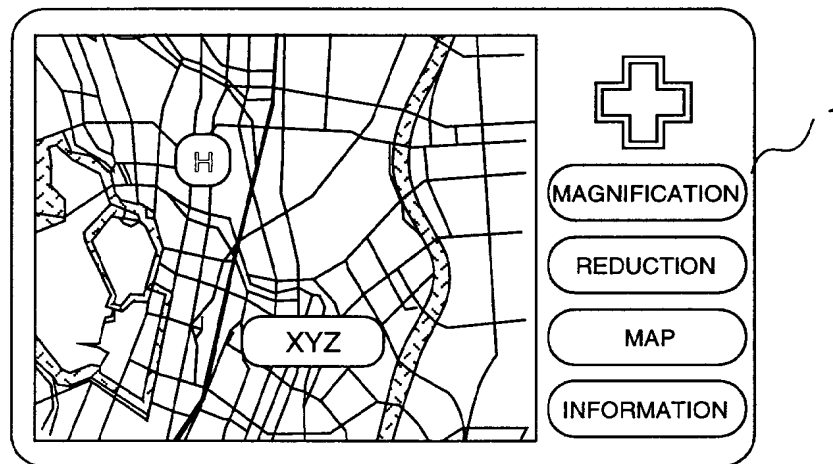 H
XYZ
MAGNIFICATION
REDUCTION
MAP
INFORMATION